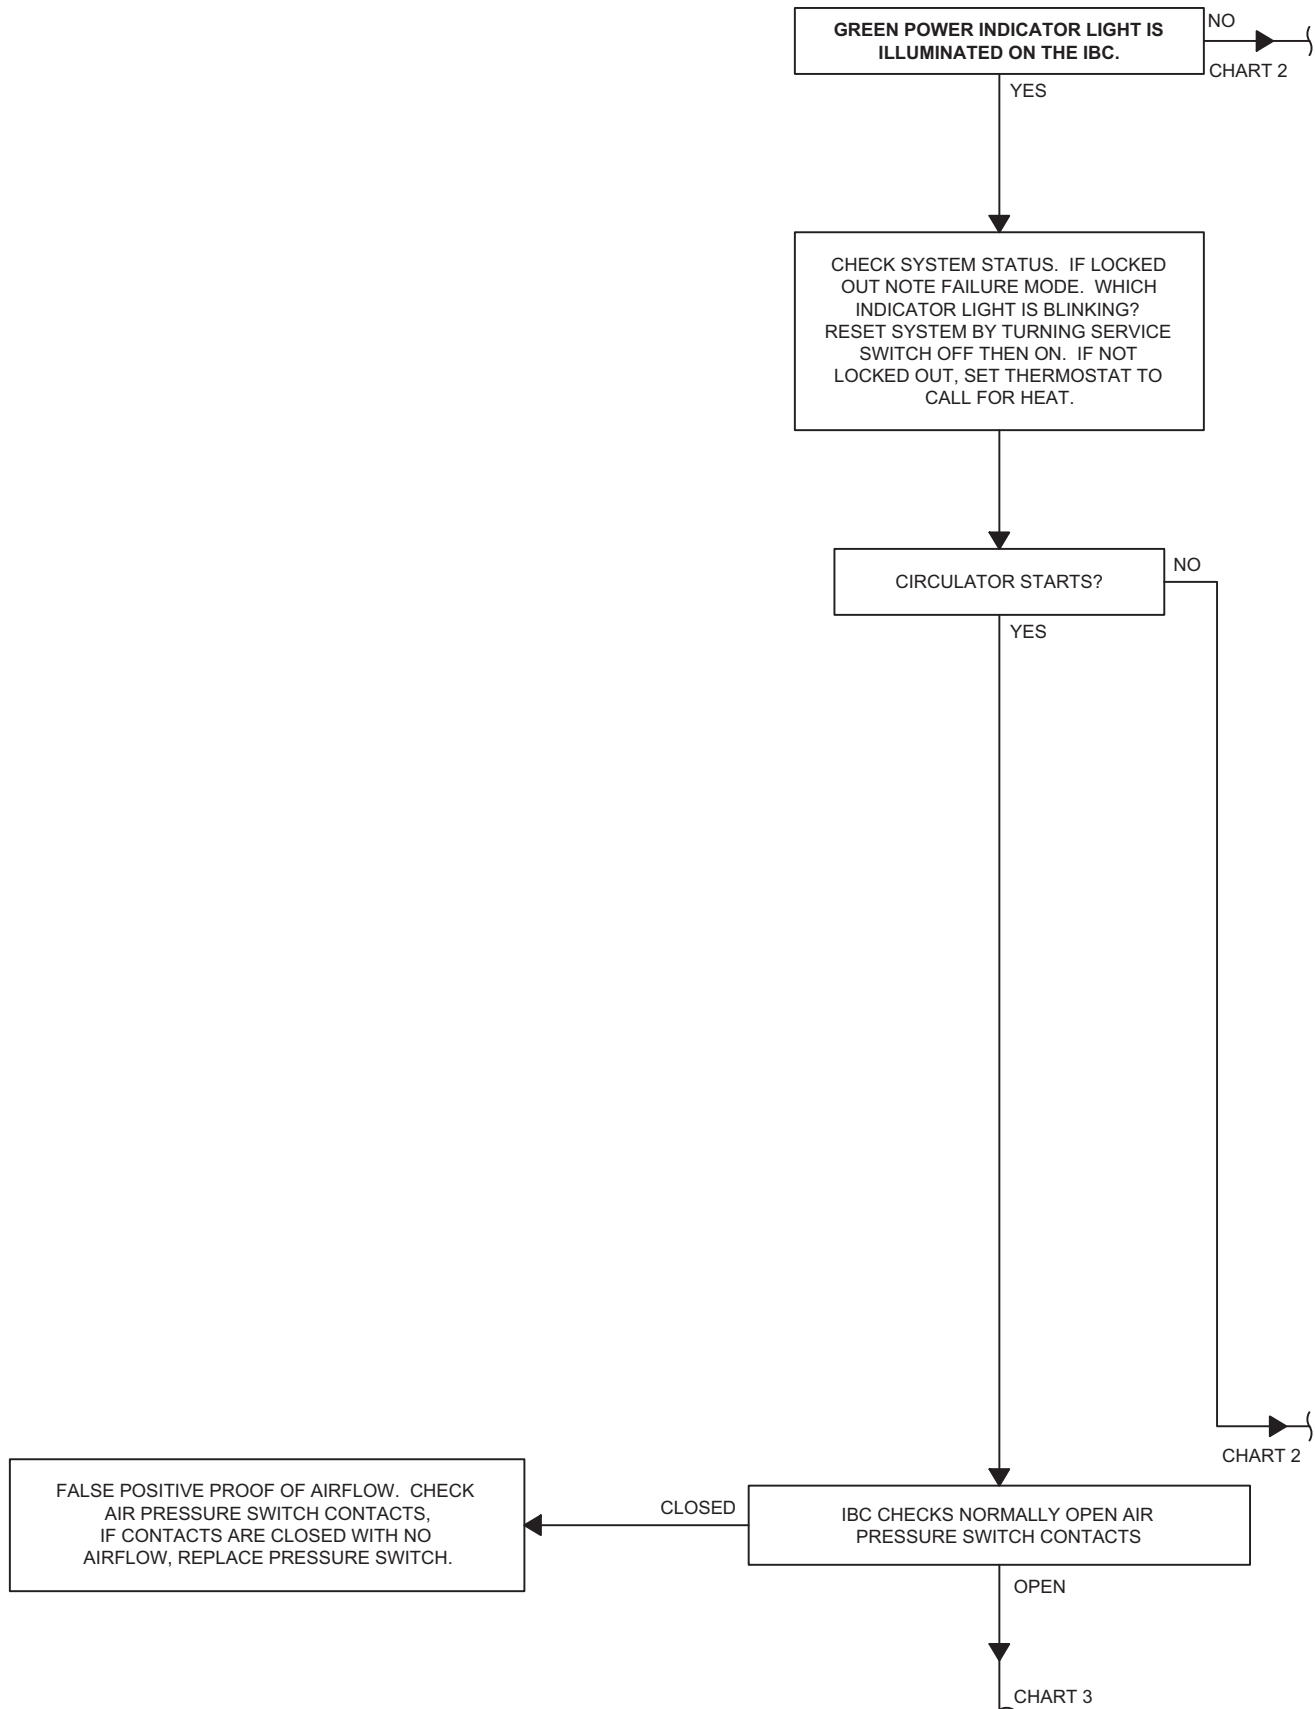 GREEN POWER INDICATOR LIGHT IS
ILLUMINATED ON THE IBC.
NO
CHART 2
YES
CHECK SYSTEM STATUS. IF LOCKED
OUT NOTE FAILURE MODE. WHICH
INDICATOR LIGHT IS BLINKING?
RESET SYSTEM BY TURNING SERVICE
SWITCH OFF THEN ON. IF NOT
LOCKED OUT, SET THERMOSTAT TO
CALL FOR HEAT.
CIRCULATOR STARTS?
NO
YES
CHART 2
FALSE POSITIVE PROOF OF AIRFLOW. CHECK
AIR PRESSURE SWITCH CONTACTS,
IF CONTACTS ARE CLOSED WITH NO
AIRFLOW, REPLACE PRESSURE SWITCH.
CLOSED
IBC CHECKS NORMALLY OPEN AIR
PRESSURE SWITCH CONTACTS
OPEN
CHART 3